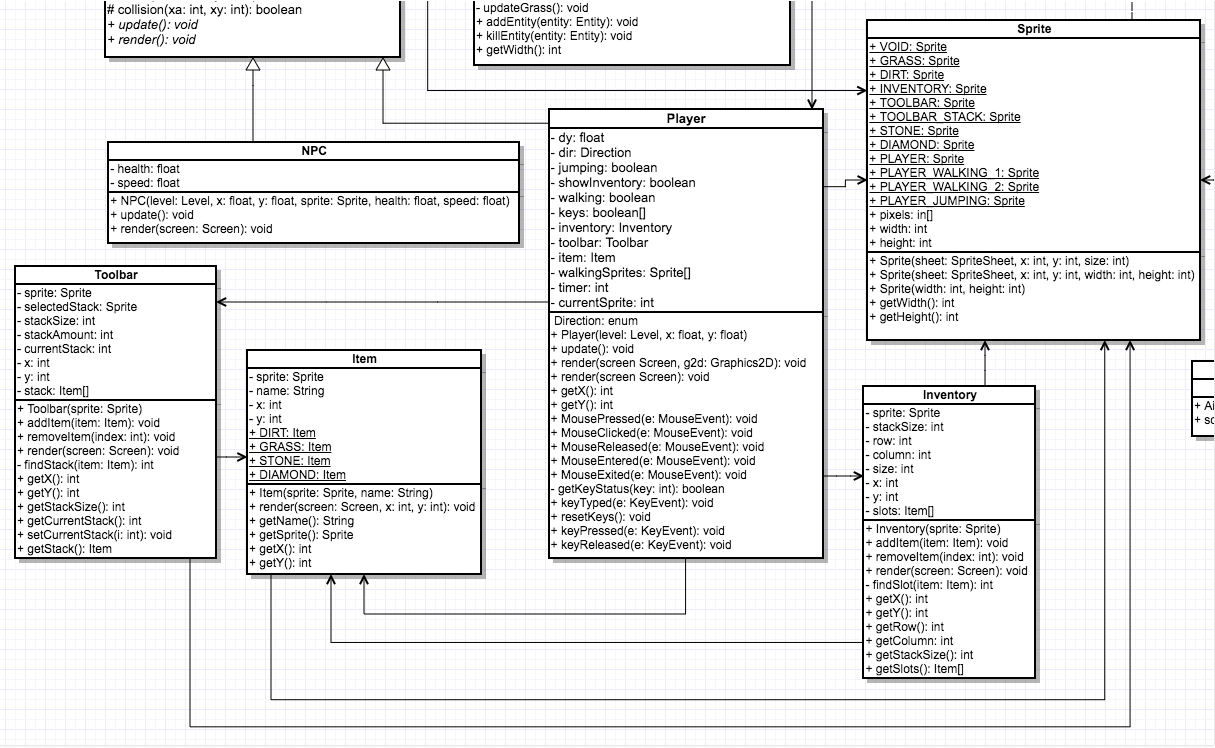 # collision(xa: int, xy: int): boolean
+ update(): void
+ render(): void
- updateGrass(): void
+ addEntity(entity: Entity): void
+ killEntity(entity: Entity): void
+ getWidth(): int
Sprite
+ VOID: Sprite
+ GRASS: Sprite
+ DIRT: Sprite
+ INVENTORY: Sprite
+ TOOLBAR: Sprite
+ TOOLBAR_STACK: Sprite
+ STONE: Sprite
+ DIAMOND: Sprite
+ PLAYER: Sprite
+ PLAYER_WALKING_1: Sprite
+ PLAYER_WALKING_2: Sprite
+ PLAYER_JUMPING: Sprite
+ pixels: in[]
+ width: int
+ height: int
+ Sprite(sheet: SpriteSheet, x: int, y: int, size: int)
+ Sprite(sheet: SpriteSheet, x: int, y: int, width: int, height: int)
+ Sprite(width: int, height: int)
+ getWidth(): int
+ getHeight(): int
Player
- dy: float
- dir: Direction
- jumping: boolean
- showInventory: boolean
- walking: boolean
- keys: boolean[]
- inventory: Inventory
- toolbar: Toolbar
- item: Item
- walkingSprites: Sprite[]
- timer: int
- currentSprite: int
Direction: enum
+ Player(level: Level, x: float, y: float)
+ update(): void
+ render(screen Screen, g2d: Graphics2D): void
+ render(screen Screen): void
+ getX(): int
+ getY(): int
+ MousePressed(e: MouseEvent): void
+ MouseClicked(e: MouseEvent): void
+ MouseReleased(e: MouseEvent): void
+ MouseEntered(e: MouseEvent): void
+ MouseExited(e: MouseEvent): void
- getKeyStatus(key: int): boolean
+ keyTyped(e: KeyEvent): void
+ resetKeys(): void
+ keyPressed(e: KeyEvent): void
+ keyReleased(e: KeyEvent): void
NPC
- health: float
- speed: float
+ NPC(level: Level, x: float, y: float, sprite: Sprite, health: float, speed: float)
+ update(): void
+ render(screen: Screen): void
Toolbar
- sprite: Sprite
- selectedStack: Sprite
- stackSize: int
- stackAmount: int
- currentStack: int
- x: int
- y: int
- stack: Item[]
+ Toolbar(sprite: Sprite)
+ addItem(item: Item): void
+ removeItem(index: int): void
+ render(screen: Screen): void
- findStack(item: Item): int
+ getX(): int
+ getY(): int
+ getStackSize(): int
+ getCurrentStack(): int
+ setCurrentStack(i: int): void
+ getStack(): Item
Item
- sprite: Sprite
- name: String
- x: int
- y: int
+ DIRT: Item
+ GRASS: Item
+ STONE: Item
+ DIAMOND: Item
+ Item(sprite: Sprite, name: String)
+ render(screen: Screen, x: int, y: int): void
+ getName(): String
+ getSprite(): Sprite
+ getX(): int
+ getY(): int
Inventory
- sprite: Sprite
- stackSize: int
- row: int
- column: int
- size: int
- x: int
- y: int
- slots: Item[]
+ Inventory(sprite: Sprite)
+ addItem(item: Item): void
+ removeItem(index: int): void
+ render(screen: Screen): void
- findSlot(item: Item): int
+ getX(): int
+ getY(): int
+ getRow(): int
+ getColumn: int
+ getStackSize(): int
+ getSlots(): Item[]
+ Ai
+ sc